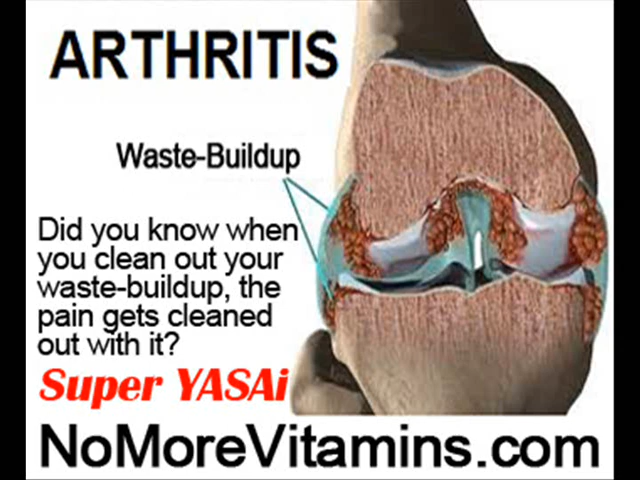 ARTHRITIS
Waste-Buildup
Did you know when
you clean out your
waste-buildup, the
pain gets cleaned
out with it?
Super YASAi
NoMoreVitamins.com